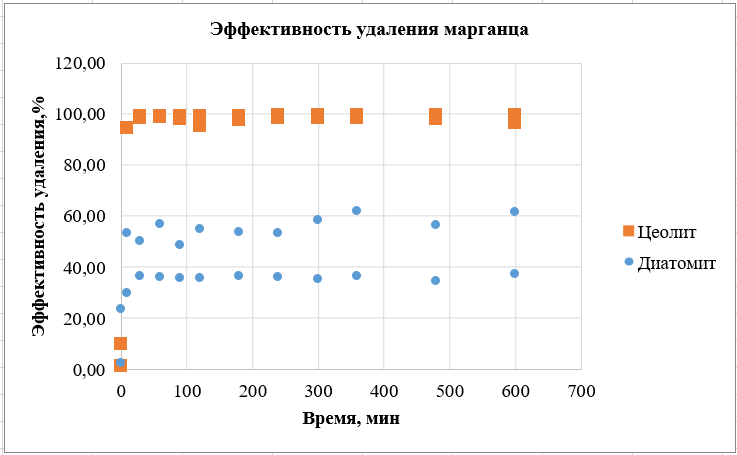 Эффективность удаления марганца
120,00
100,00
80,00
60,00
40,00
20,00
0,00
Эффективность удаления,%
0 100 200 300 400 500 600 700
Время, мин
Цеолит
Диатомит